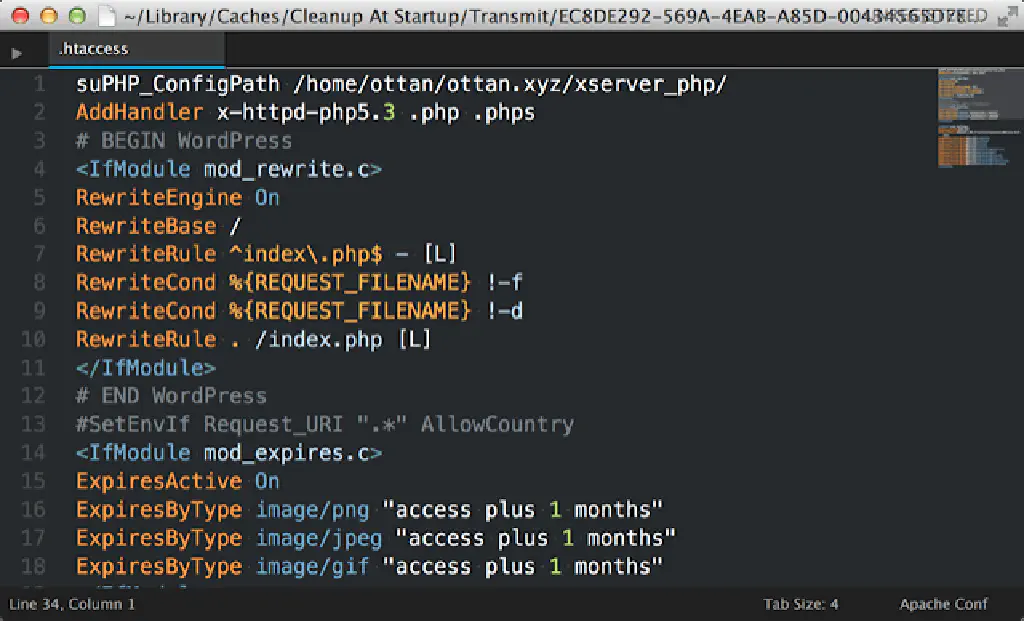 ~/Library/Caches/Cleanup At Startup/Transmit/EC8DE292-569A-4EAB-A85D-
.htaccess
1 suPHP_ConfigPath /home/ottan/ottan.xyz/xserver_php/
2 AddHandler x-httpd-php5.3 .php .phps
3 # BEGIN WordPress
4 <IfModule mod_rewrite.c>
5 RewriteEngine On
6 RewriteBase /
7 RewriteRule ^index\.php$ - [L]
8 RewriteCond %{REQUEST_FILENAME} !-f
9 RewriteCond %{REQUEST_FILENAME} !-d
10 RewriteRule . /index.php [L]
11 </IfModule>
12 # END WordPress
13 #SetEnvIf Request_URI ".*" AllowCountry
14 <IfModule mod_expires.c>
15 ExpiresActive On
16 ExpiresByType image/png "access plus 1 months"
17 ExpiresByType image/jpeg "access plus 1 months"
18 ExpiresByType image/gif "access plus 1 months"
Line 34, Column 1
Tab Size: 4
Apache Conf